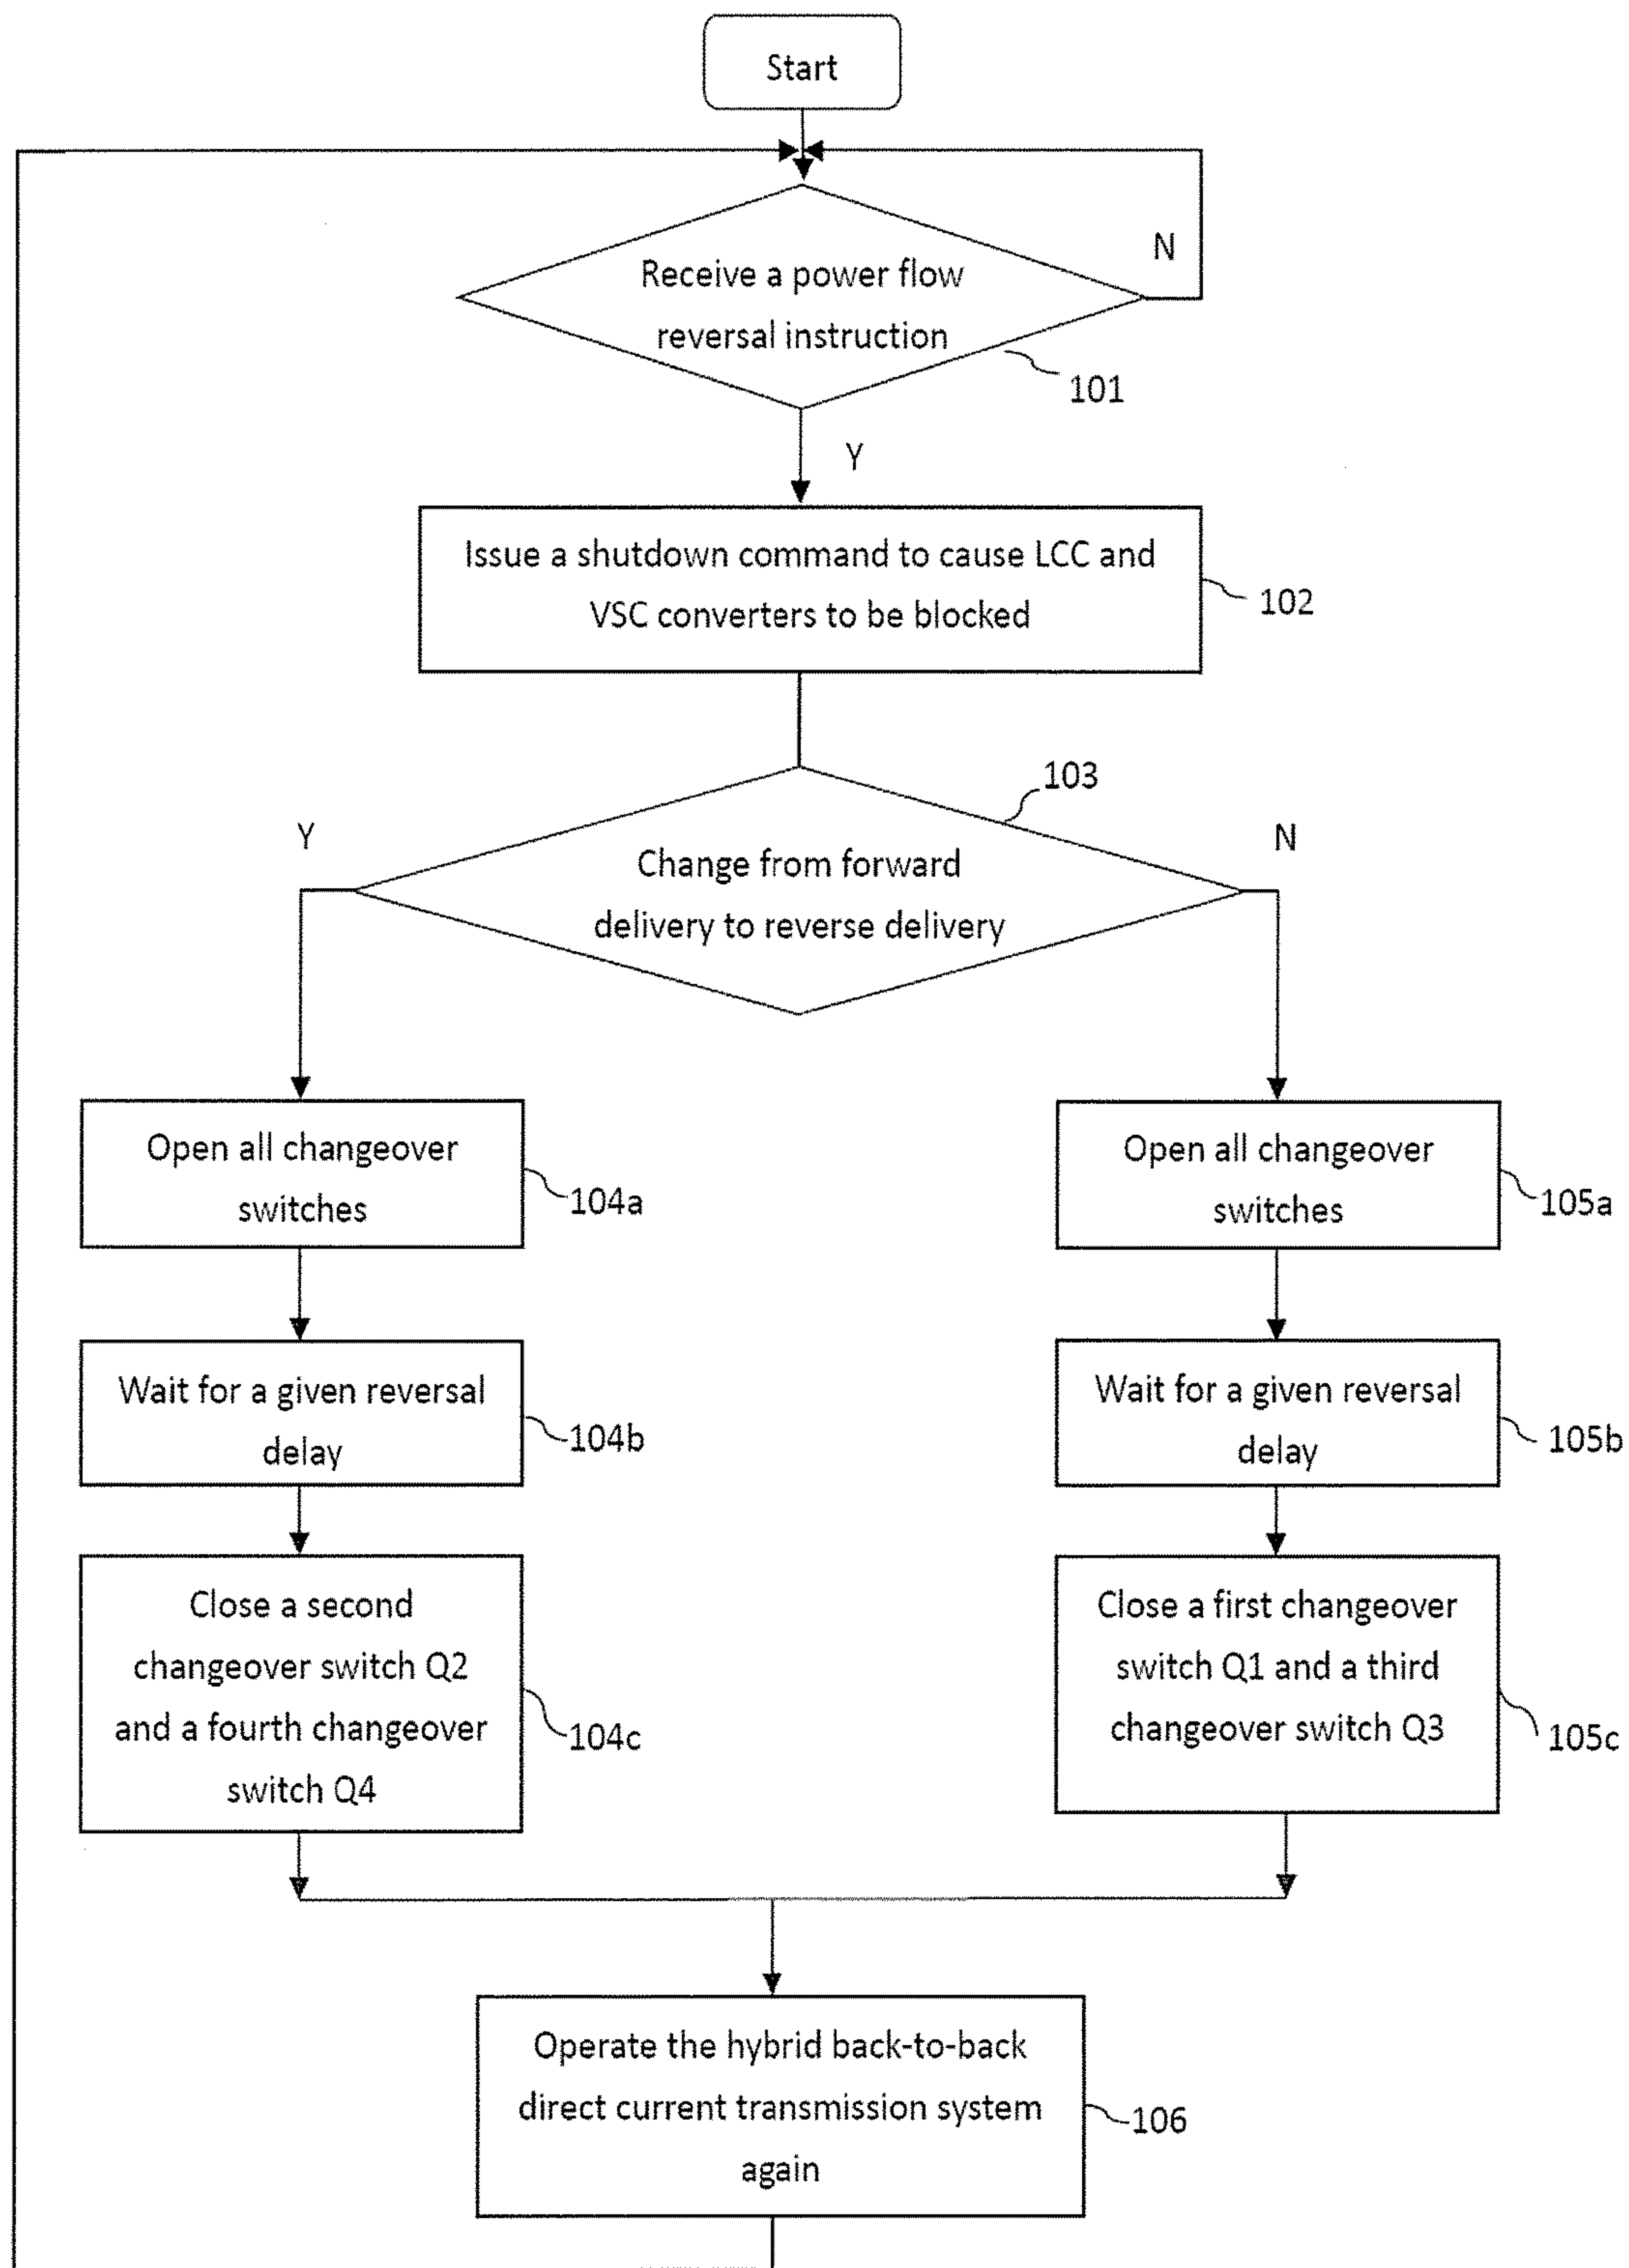 Start
N
Receive a power flow
reversal instruction
101
Y
Issue a shutdown command to cause LCC and
VSC converters to be blocked
102
103
Y
N
Change from forward
delivery to reverse delivery
Open all changeover
switches
104a
Open all changeover
switches
105a
Wait for a given reversal
delay
104b
Wait for a given reversal
delay
105b
Close a second
changeover switch Q2
and a fourth changeover
switch Q4
104c
Close a first changeover
switch Q1 and a third
changeover switch Q3
105c
Operate the hybrid back-to-back
direct current transmission system
again
106